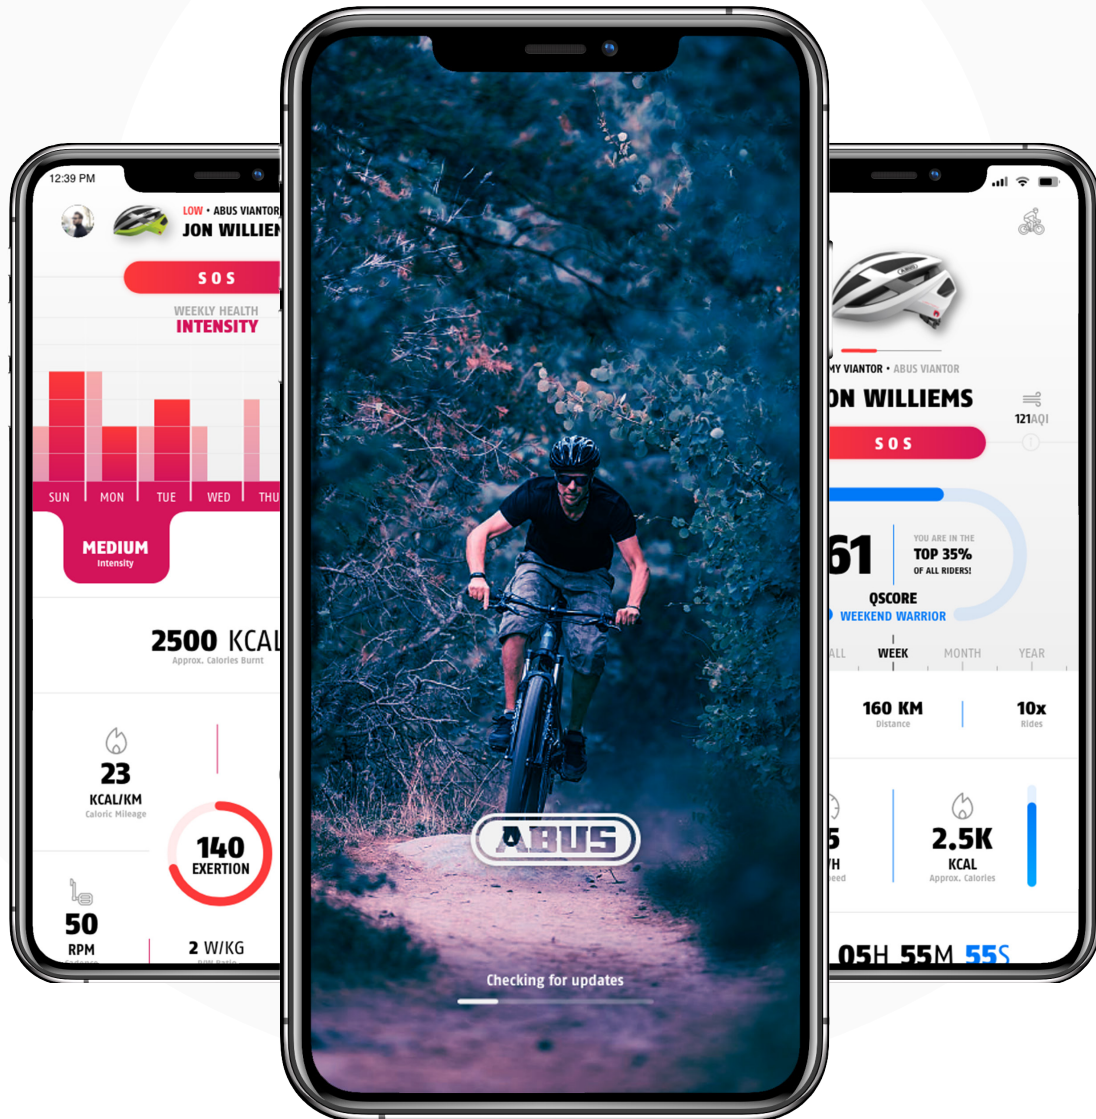 12:39 PM
LOW • ABUS VIANTOR
JON WILLIEM
SOS
WEEKLY HEALTH
INTENSITY
SUN MON TUE WED THU
MEDIUM
Intensity
2500 KCAL
Approx. Calories Burnt
23
KCAL/KM
Caloric Mileage
140
EXERTION
50
RPM
2 W/KG
ABUS
Checking for updates
ABUS
MY VIANTOR • ABUS VIANTOR
ON WILLIEMS
121AQI
SOS
61
YOU ARE IN THE
TOP 35%
OF ALL RIDERS!
QSCORE
WEEKEND WARRIOR
ALL WEEK MONTH YEAR
160 KM
Distance
10x
Rides
5
/H
eed
2.5K
KCAL
Approx. Calories
05H 55M 55S